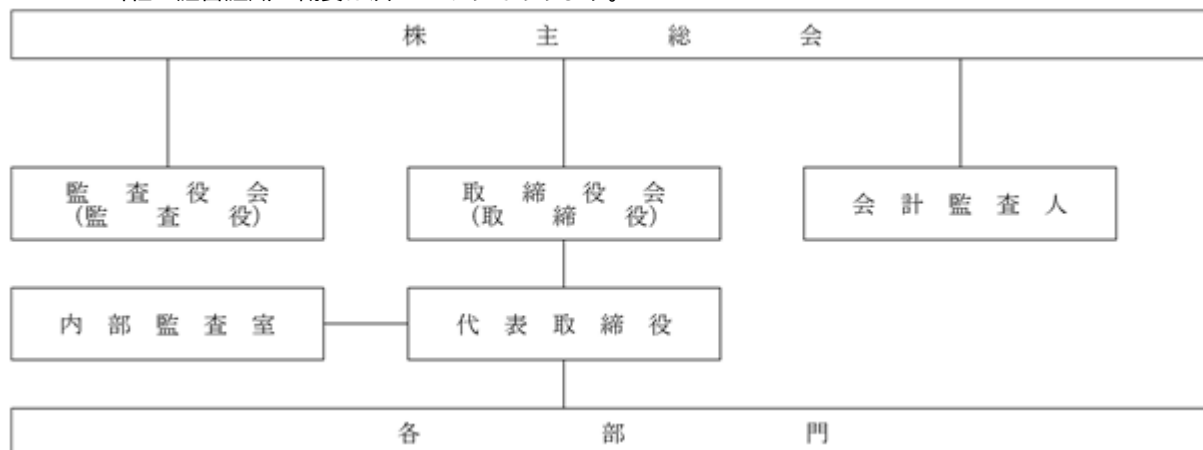 株主総会
監査役会
(監査役)
取締役会
(取締役)
会計監査人
内部監査室
代表取締役
各部門